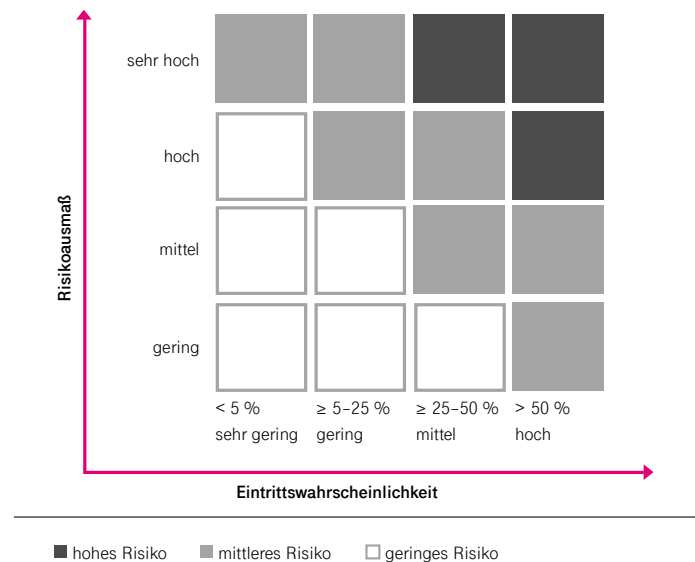 sehr hoch
hoch
mittel
gering
Risikoausmaß
< 5 % ≥ 5–25 % ≥ 25–50 % > 50 %
sehr gering gering mittel hoch
Eintrittswahrscheinlichkeit
hohes Risiko mittleres Risiko geringes Risiko